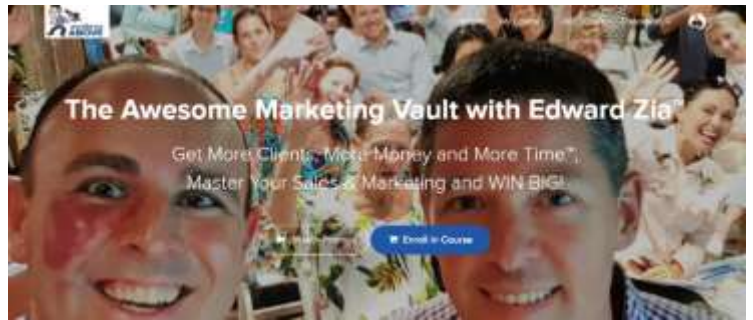 ABOVE
The Awesome Marketing Vault with Edward Zia™
Get More Clients, More Money and More Time™,
Master Your Sales & Marketing and WIN BIG!
Enroll in Course